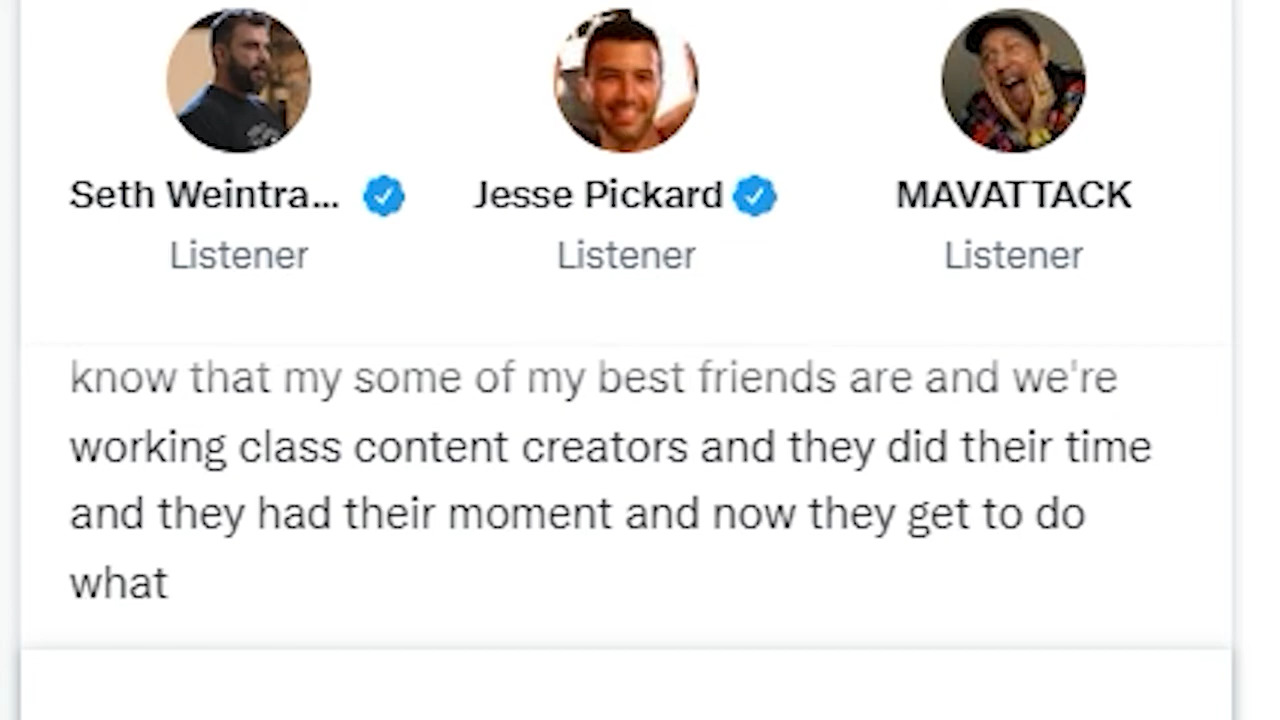 Seth Weintra... Jesse Pickard MAVATTACK
Listener Listener Listener
know that my some of my best friends are and we're
working class content creators and they did their time
and they had their moment and now they get to do
what